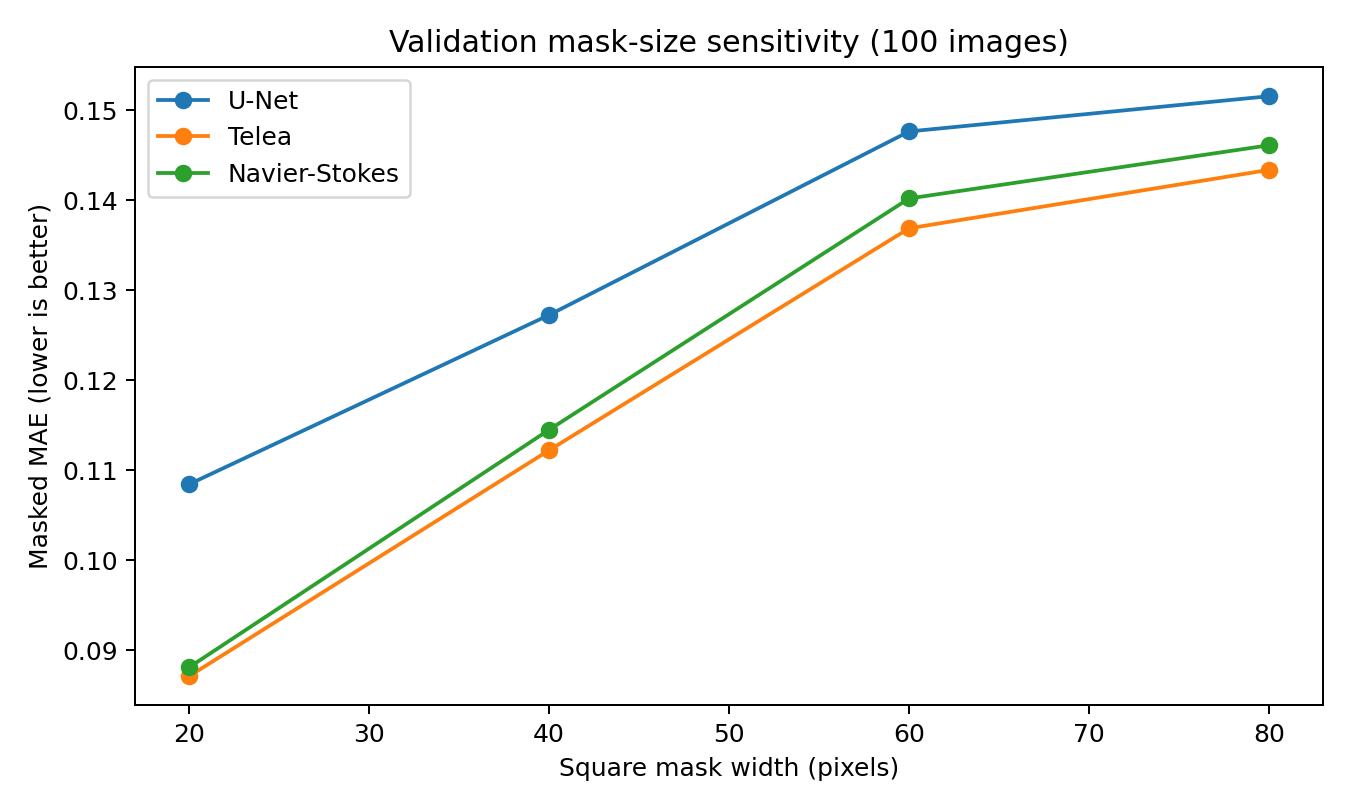 Validation mask-size sensitivity (100 images)
U-Net
Telea
Navier-Stokes
Masked MAE (lower is better)
0.15
0.14
0.13
0.12
0.11
0.10
0.09
20 30 40 50 60 70 80
Square mask width (pixels)